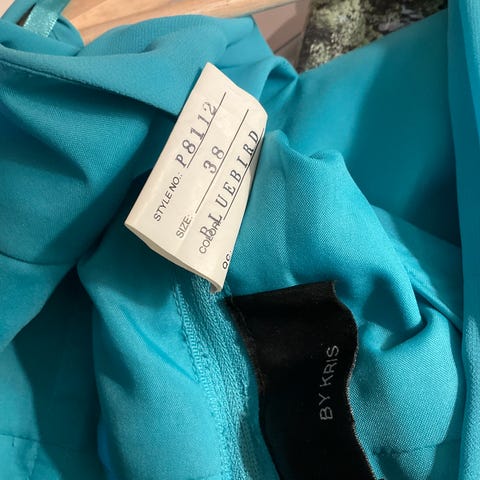 STYLE NO.: P8112
SIZE: 38
COLOR: BLUEBIRD
BY KRIS